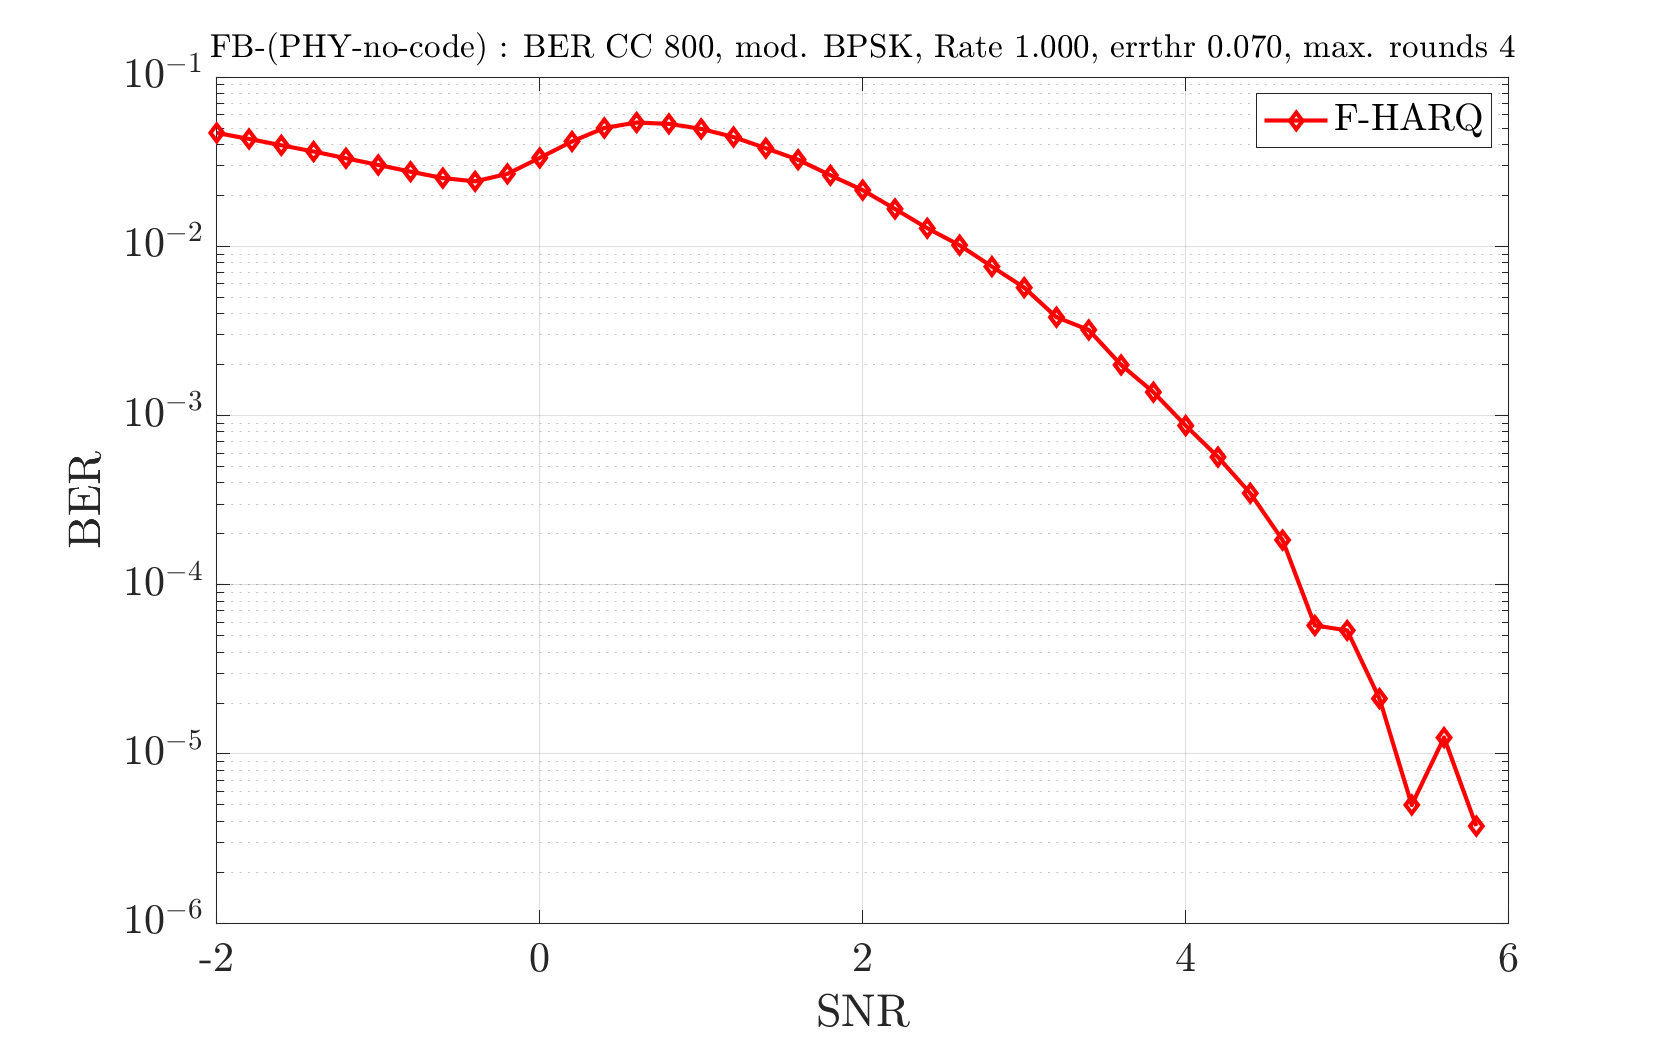 FB-(PHY-no-code) : BER CC 800, mod. BPSK, Rate 1.000, errthr 0.070, max. rounds 4
F-HARQ
10^{-1}
10^{-2}
10^{-3}
10^{-4}
10^{-5}
10^{-6}
BER
-2 0 2 4 6
SNR